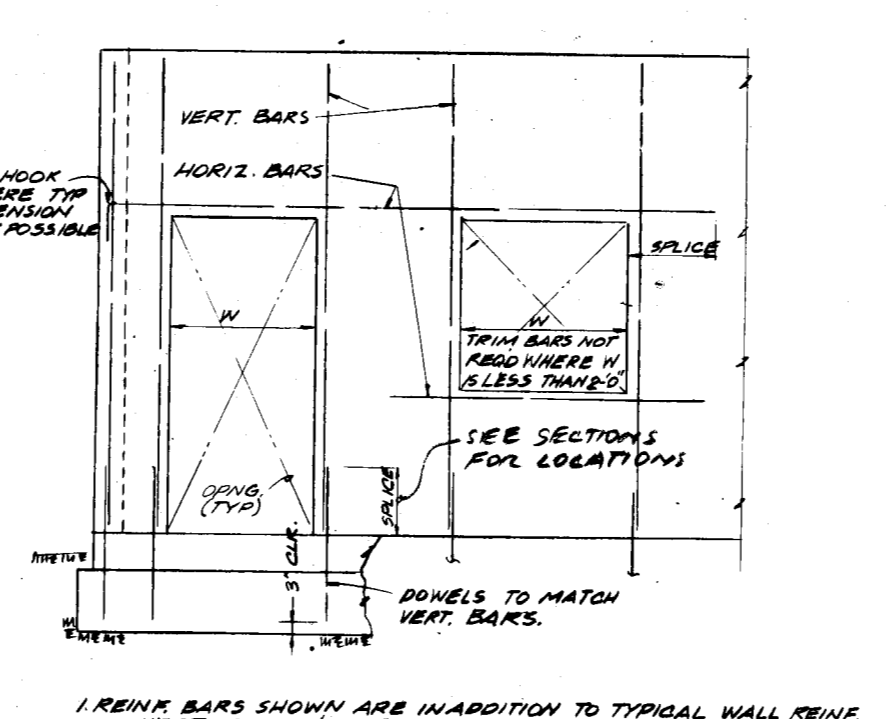 VERT. BARS
HORIZ. BARS
HOOK
ERE TYP
ENSION
POSSIBLE
SPLICE
W
W
TRIM BARS NOT
REQD WHERE W
IS LESS THAN 2'-0"
SEE SECTIONS
FOR LOCATIONS
OPNG.
(TYP)
SPLICE
3" CLR.
DOWELS TO MATCH
VERT. BARS.
1. REINF. BARS SHOWN ARE IN ADDITION TO TYPICAL WALL REINF.